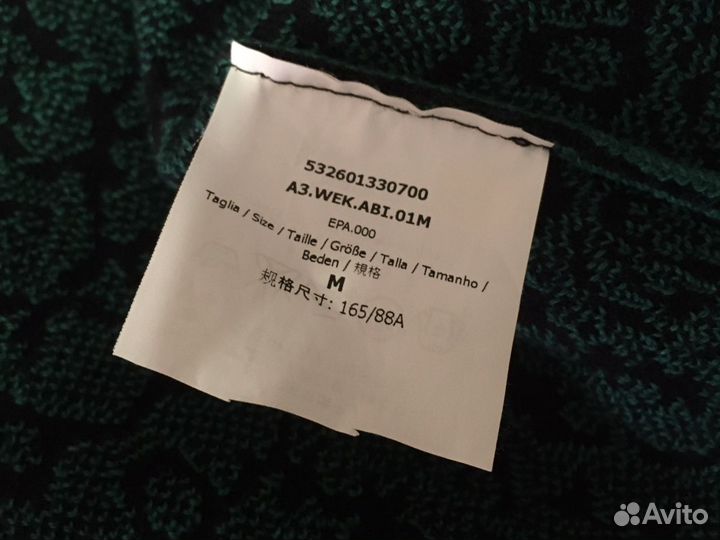 532601330700
A3.WEK.ABI.01M
EPA.000
Taglia / Size / Taille / Größe / Talla / Tamanho /
Beden / 規格
M
规格尺寸: 165/88A
Avito